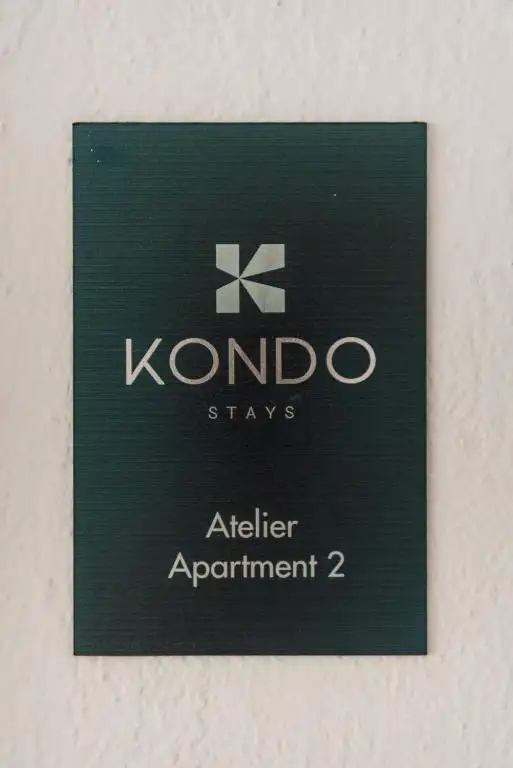 KONDO
STAYS
Atelier
Apartment 2